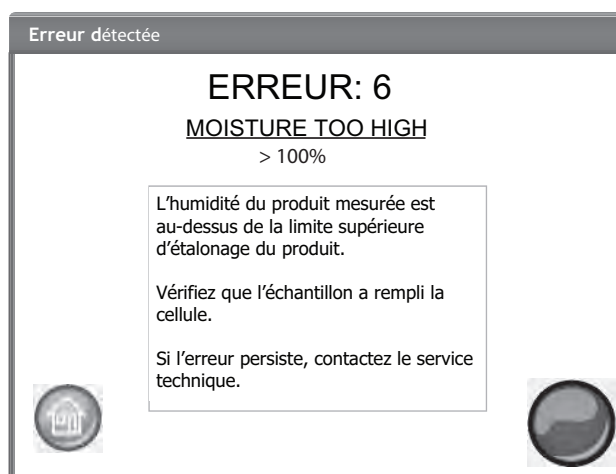 Erreur détectée
ERREUR: 6
MOISTURE TOO HIGH
> 100%
L'humidité du produit mesurée est
au-dessus de la limite supérieure
d'étalonage du produit.
Vérifiez que l'échantillon a rempli la
cellule.
Si l'erreur persiste, contactez le service
technique.